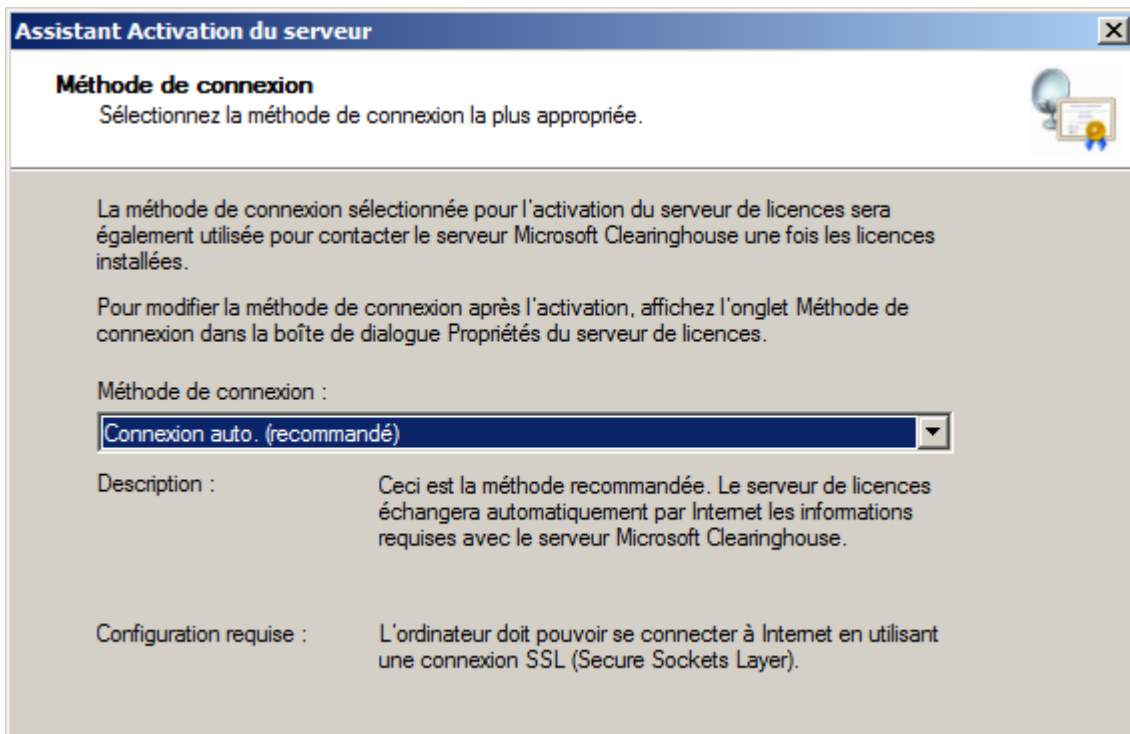 Assistant Activation du serveur
Méthode de connexion
Sélectionnez la méthode de connexion la plus appropriée.
La méthode de connexion sélectionnée pour l'activation du serveur de licences sera
également utilisée pour contacter le serveur Microsoft Clearinghouse une fois les licences
installées.
Pour modifier la méthode de connexion après l'activation, affichez l'onglet Méthode de
connexion dans la boîte de dialogue Propriétés du serveur de licences.
Méthode de connexion :
Connexion auto. (recommandé)
Description :
Ceci est la méthode recommandée. Le serveur de licences
échangera automatiquement par Internet les informations
requises avec le serveur Microsoft Clearinghouse.
Configuration requise :
L'ordinateur doit pouvoir se connecter à Internet en utilisant
une connexion SSL (Secure Sockets Layer).